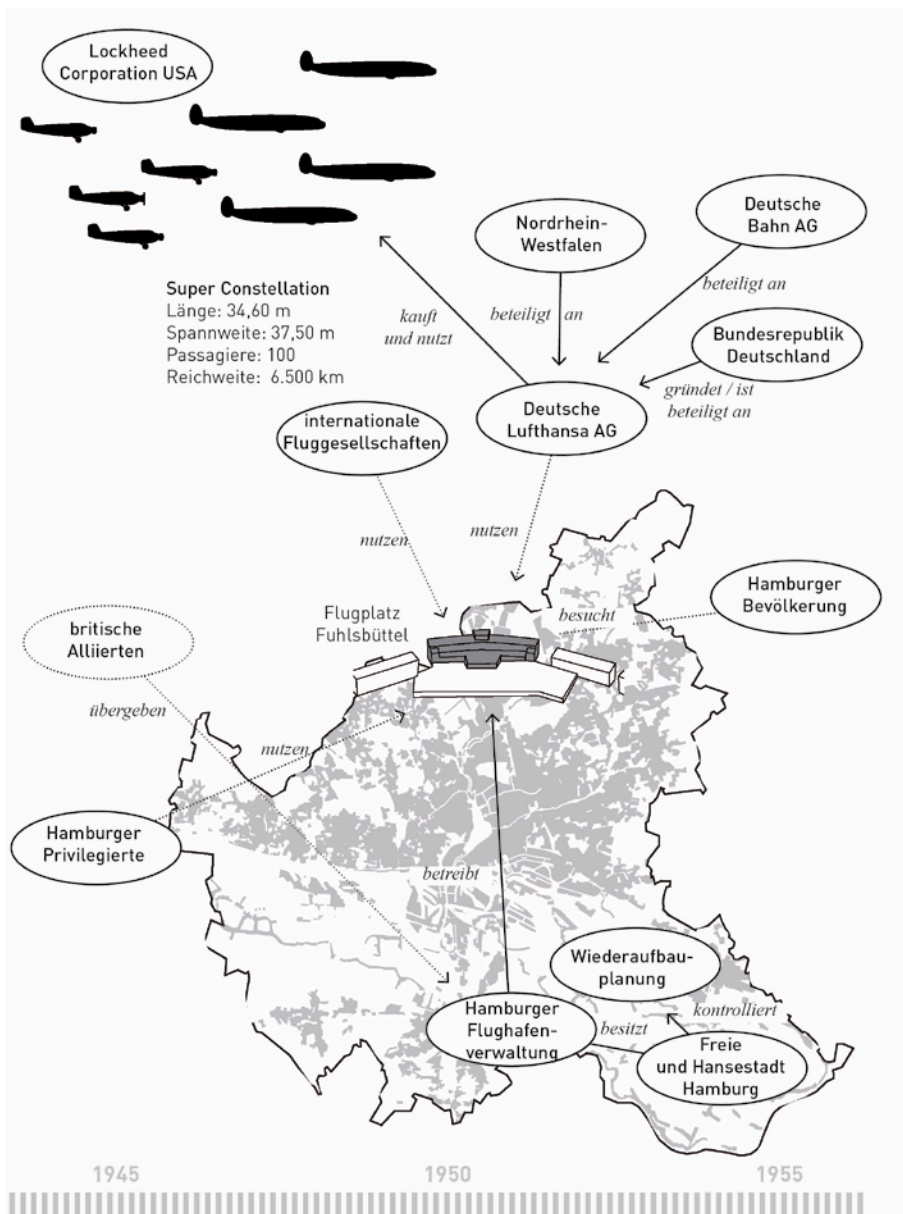 Lockheed
Corporation USA
Nordrhein-
Westfalen
Deutsche
Bahn AG
Super Constellation
Länge: 34,60 m
Spannweite: 37,50 m
Passagiere: 100
Reichweite: 6.500 km
kauft
und nutzt
beteiligt an
beteiligt an
Bundesrepublik
Deutschland
gründet / ist
beteiligt an
Deutsche
Lufthansa AG
internationale
Fluggesellschaften
nutzen
nutzen
Hamburger
Bevölkerung
besucht
Flugplatz
Fuhlsbüttel
britische
Alliierten
übergeben
nutzen
Hamburger
Privilegierte
betreibt
Wiederaufbau-
planung
kontrolliert
Hamburger
Flughafen-
verwaltung
besitzt
Freie
und Hansestadt
Hamburg
1945
1950
1955